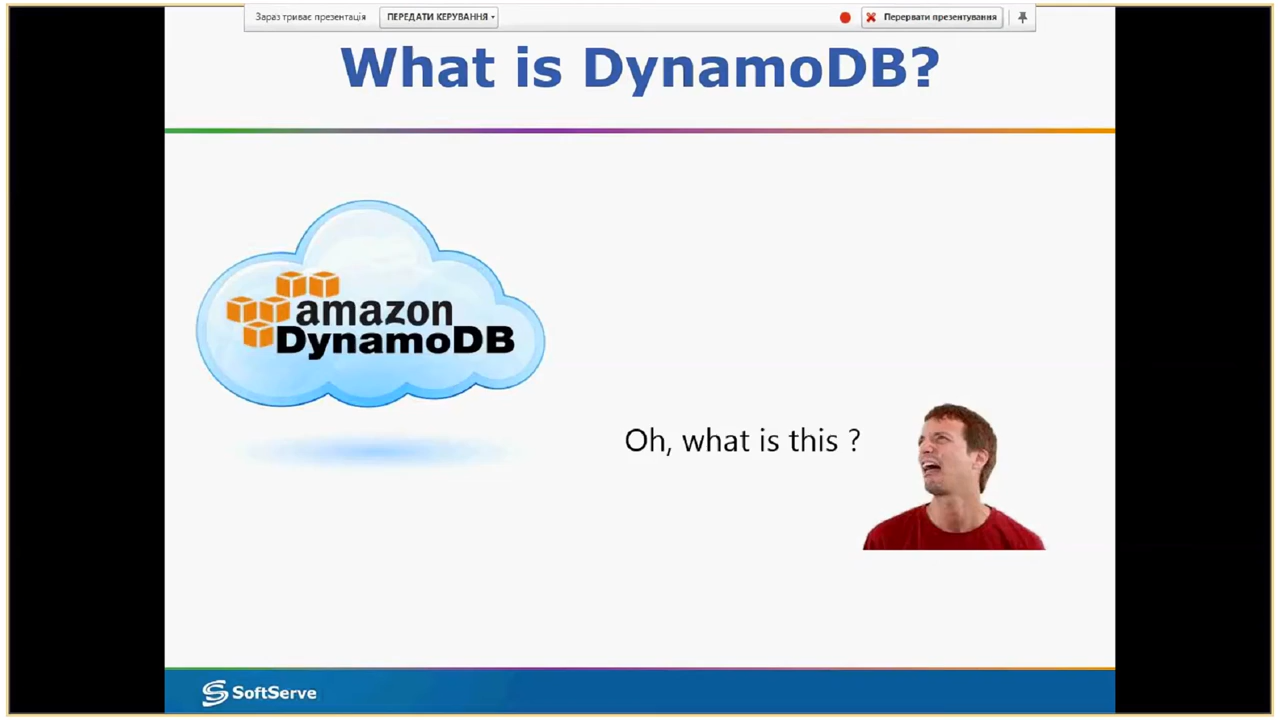 Зараз триває презентація
ПЕРЕДАТИ КЕРУВАННЯ
Перервати презентування
What is DynamoDB?
amazon
DynamoDB
Oh, what is this ?
SoftServe